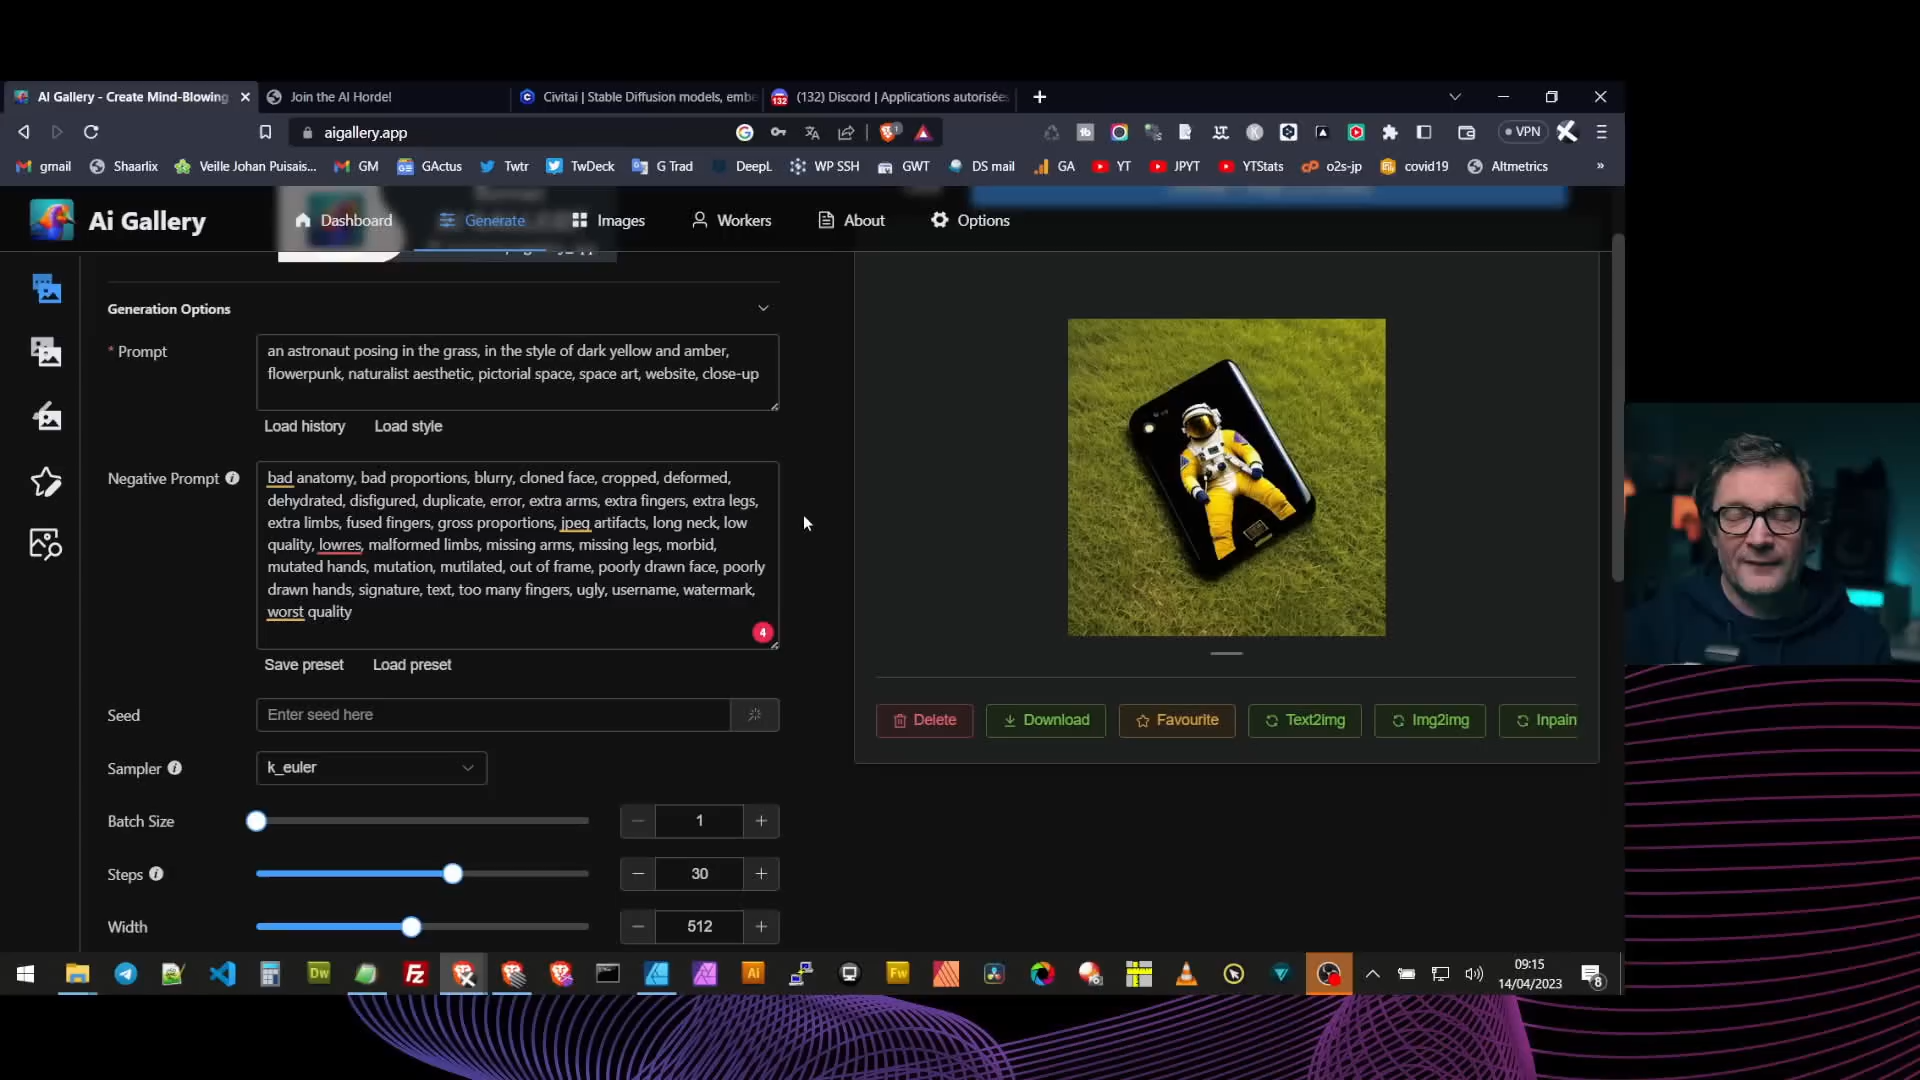 AI Gallery - Create Mind-Blowing
Join the AI Horde!
Civitai | Stable Diffusion models, embe
132
(132) Discord | Applications autorisées
aigallery.app
1
VPN
gmail
Shaarlix
Veille Johan Puisais...
GM
GActus
Twtr
TwDeck
G Trad
DeepL
WP SSH
GWT
DS mail
GA
YT
JPYT
YTStats
o2s-jp
covid19
Altmetrics
»
Ai Gallery
Dashboard
Generate
Images
Workers
About
Options
Generation Options
* Prompt
an astronaut posing in the grass, in the style of dark yellow and amber,
flowerpunk, naturalist aesthetic, pictorial space, space art, website, close-up
Load history
Load style
Negative Prompt
bad anatomy, bad proportions, blurry, cloned face, cropped, deformed,
dehydrated, disfigured, duplicate, error, extra arms, extra fingers, extra legs,
extra limbs, fused fingers, gross proportions, jpeg artifacts, long neck, low
quality, lowres, malformed limbs, missing arms, missing legs, morbid,
mutated hands, mutation, mutilated, out of frame, poorly drawn face, poorly
drawn hands, signature, text, too many fingers, ugly, username, watermark,
worst quality
4
Save preset
Load preset
Seed
Enter seed here
Sampler
k_euler
Batch Size
1
Steps
30
Width
512
Delete
Download
Favourite
Text2img
Img2img
Inpain
Dw
Fz
Ai
Fw
09:15
14/04/2023
8